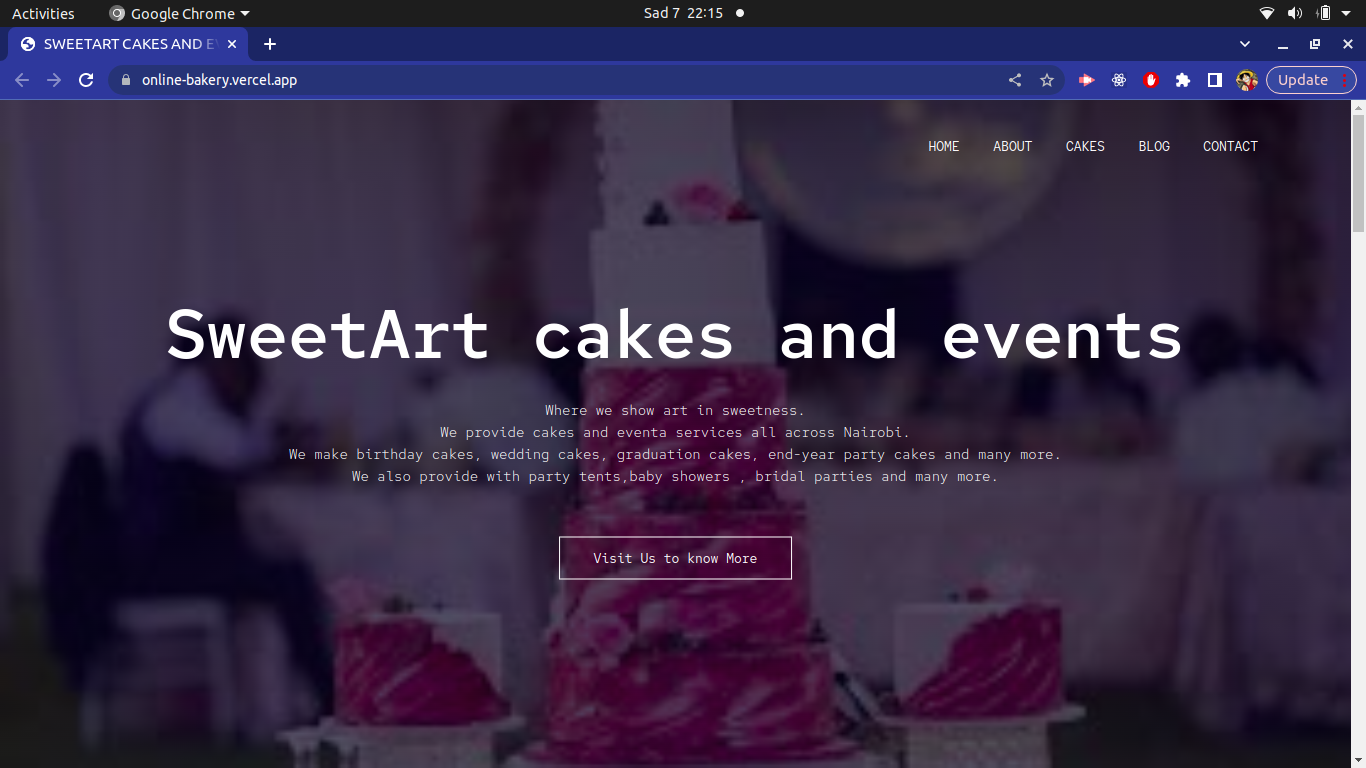 Activities
Google Chrome
Sad 7 22:15
SWEETART CAKES AND EV
online-bakery.vercel.app
Update
HOME ABOUT CAKES BLOG CONTACT
SweetArt cakes and events
Where we show art in sweetness.
We provide cakes and eventa services all across Nairobi.
We make birthday cakes, wedding cakes, graduation cakes, end-year party cakes and many more.
We also provide with party tents,baby showers , bridal parties and many more.
Visit Us to know More